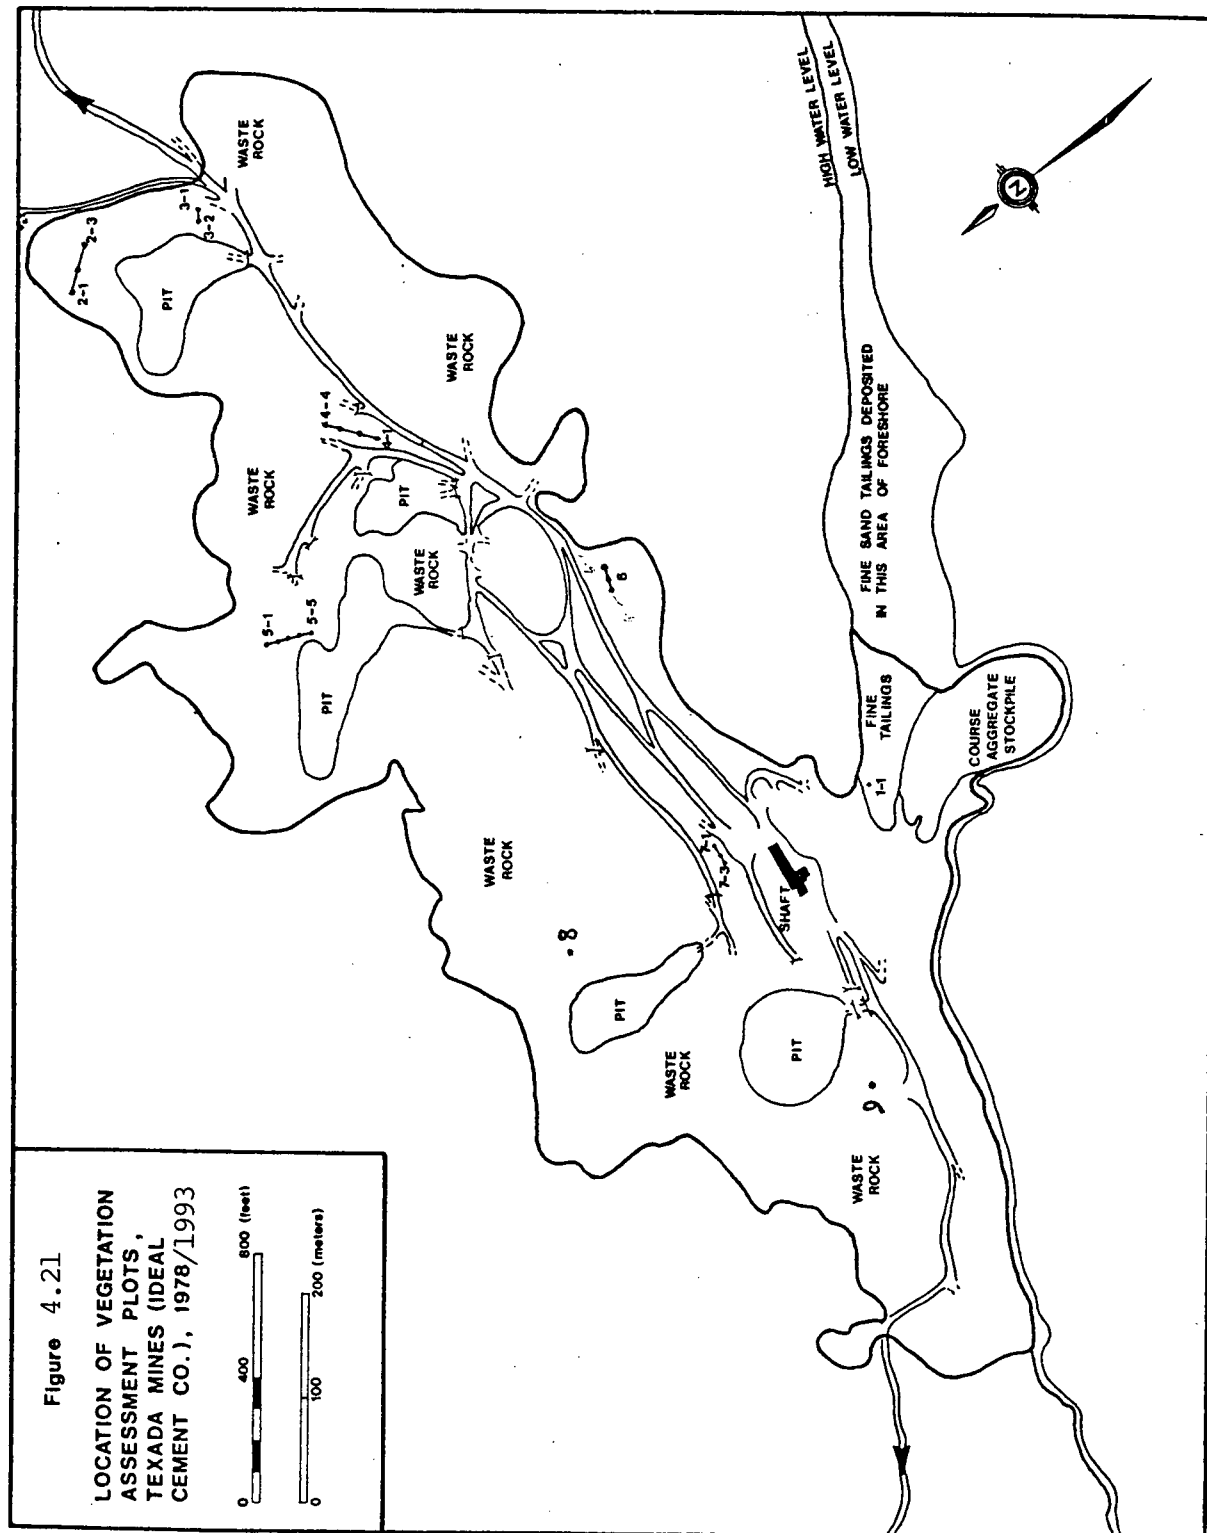 Figure 4.21
LOCATION OF VEGETATION
ASSESSMENT PLOTS,
TEXADA MINES (IDEAL
CEMENT CO.), 1978/1993
0 400 800 (feet)
0 100 200 (meters)
WASTE
ROCK
2-1
2-3
3-1
3-2
PIT
WASTE
ROCK
4-4
4-1
WASTE
ROCK
PIT
WASTE
ROCK
5-1
5-5
PIT
6
HIGH WATER LEVEL
LOW WATER LEVEL
N
FINE SAND TAILINGS DEPOSITED
IN THIS AREA OF FORESHORE
FINE
TAILINGS
1-1
COURSE
AGGREGATE
STOCKPILE
WASTE
ROCK
7-1
7-3
SHAFT
8
PIT
PIT
WASTE
ROCK
9
WASTE
ROCK